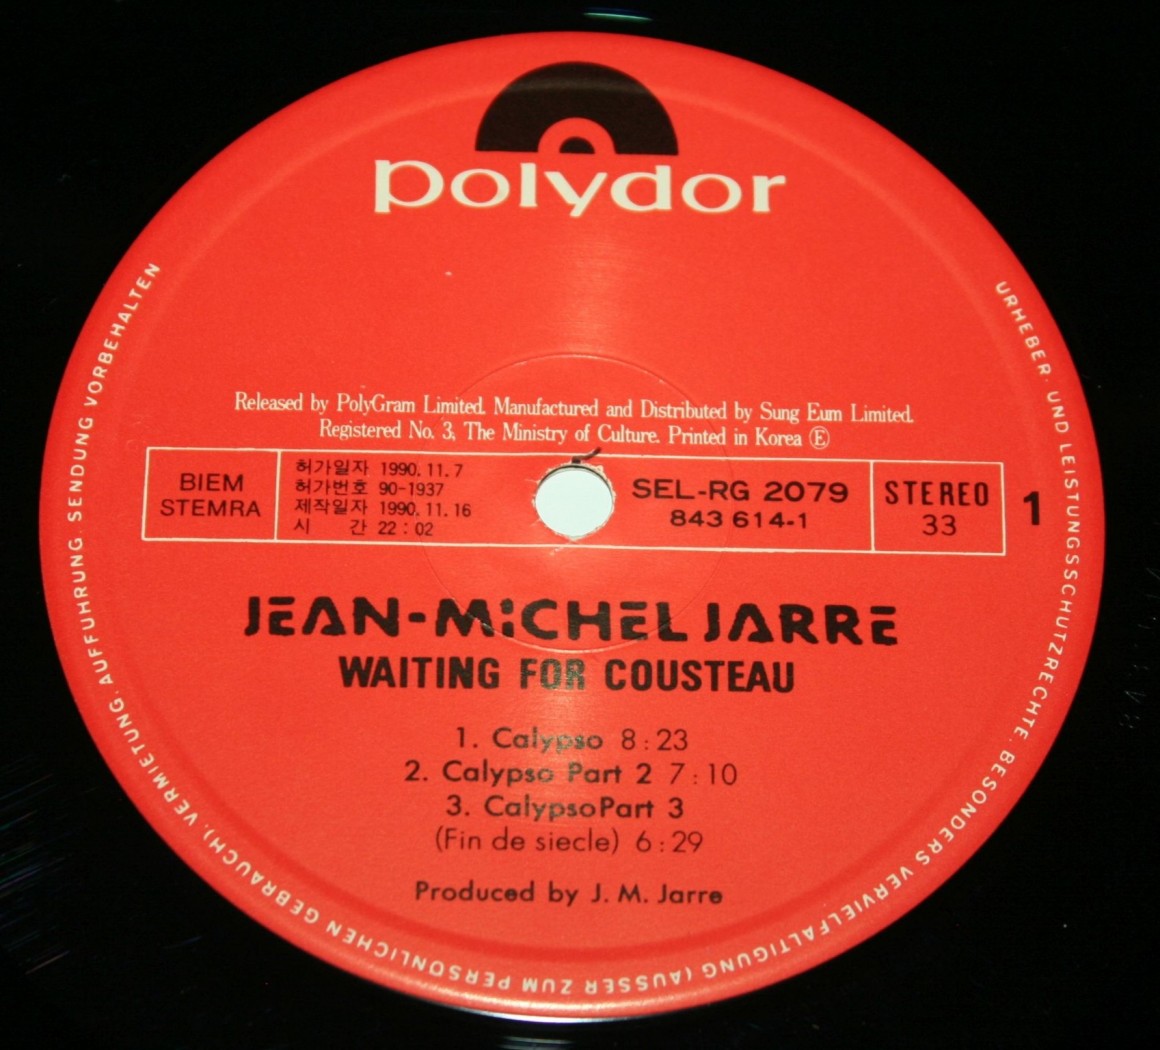 polydor
Released by PolyGram Limited. Manufactured and Distributed by Sung Eum Limited.
Registered No. 3, The Ministry of Culture. Printed in Korea Ⓔ
BIEM
STEMRA
허가일자 1990. 11. 7
허가번호 90-1937
제작일자 1990. 11. 16
시 간 22 : 02
SEL-RG 2079
843 614-1
STEREO
33
1
JEAN-MICHEL JARRE
WAITING FOR COUSTEAU
1. Calypso 8 : 23
2. Calypso Part 2 7 : 10
3. CalypsoPart 3
(Fin de siecle) 6 : 29
Produced by J. M. Jarre
URHEBER- UND LEISTUNGSSCHUTZRECHTE. BESONDERS VERVIELFALTIGUNG (AUSSER ZUM PERSONLICHEN GEBRAUCH), VERMIETUNG. AUFFUHRUNG. SENDUNG VORBEHALTEN